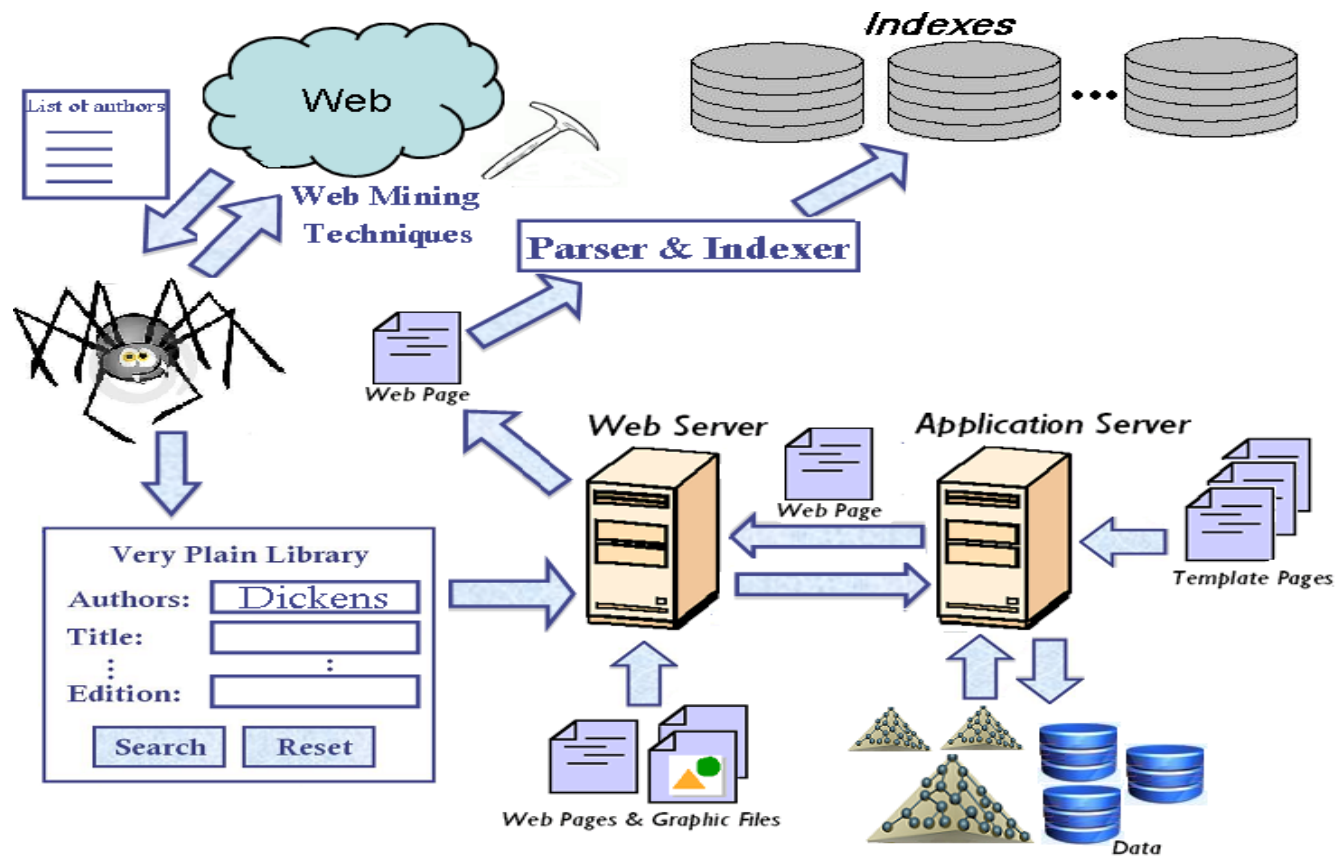 Indexes
Web
List of authors
Web Mining
Techniques
Parser & Indexer
Web Page
Web Server
Application Server
Web Page
Template Pages
Very Plain Library
Authors: Dickens
Title:
Edition:
Search Reset
Web Pages & Graphic Files
Data